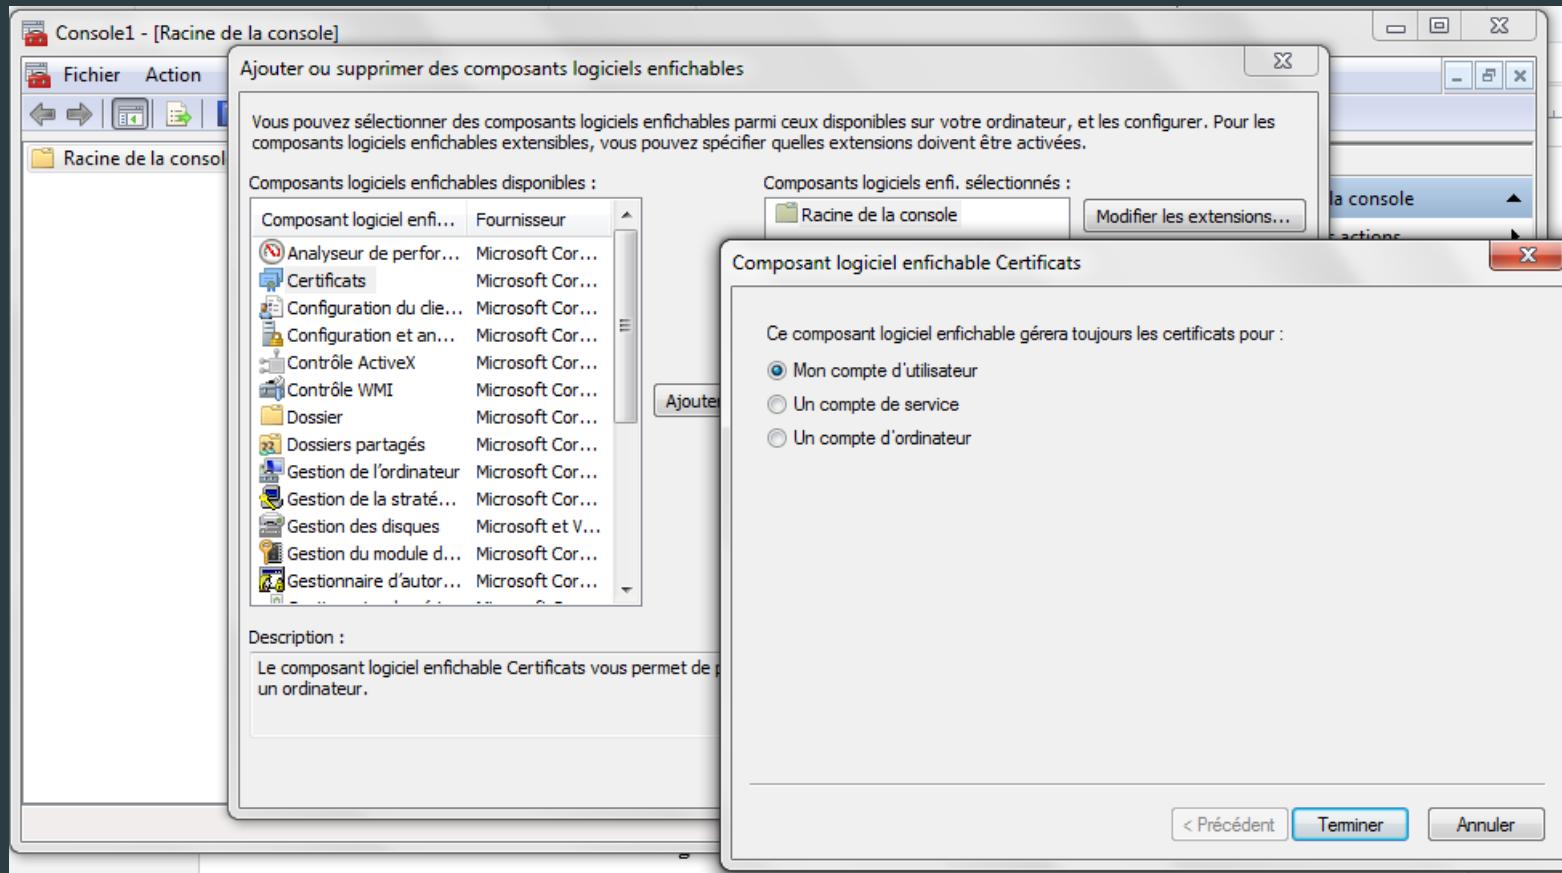 Console1 - [Racine de la console]
Fichier Action
Racine de la consol
Ajouter ou supprimer des composants logiciels enfichables
Vous pouvez sélectionner des composants logiciels enfichables parmi ceux disponibles sur votre ordinateur, et les configurer. Pour les
composants logiciels enfichables extensibles, vous pouvez spécifier quelles extensions doivent être activées.
Composants logiciels enfichables disponibles :
Composant logiciel enfi... Fournisseur
Analyseur de perfor... Microsoft Cor...
Certificats Microsoft Cor...
Configuration du clie... Microsoft Cor...
Configuration et an... Microsoft Cor...
Contrôle ActiveX Microsoft Cor...
Contrôle WMI Microsoft Cor...
Dossier Microsoft Cor...
Dossiers partagés Microsoft Cor...
Gestion de l'ordinateur Microsoft Cor...
Gestion de la straté... Microsoft Cor...
Gestion des disques Microsoft et V...
Gestion du module d... Microsoft Cor...
Gestionnaire d'autor... Microsoft Cor...
Ajouter
Composants logiciels enfi. sélectionnés :
Racine de la console
Modifier les extensions...
la console
actions
Description :
Le composant logiciel enfichable Certificats vous permet de p
un ordinateur.
Composant logiciel enfichable Certificats
Ce composant logiciel enfichable gérera toujours les certificats pour :
Mon compte d'utilisateur
Un compte de service
Un compte d'ordinateur
< Précédent
Terminer
Annuler